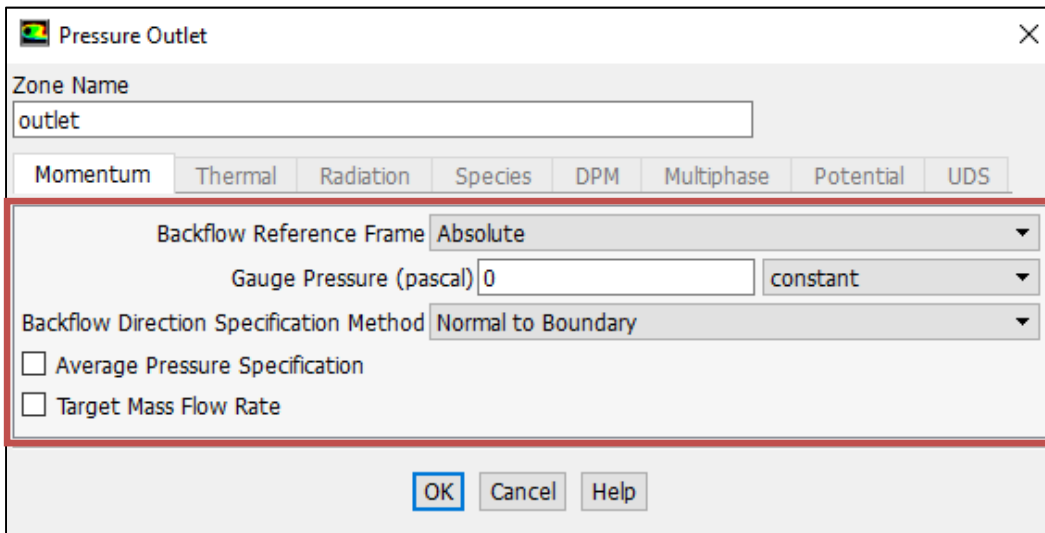 Pressure Outlet
Zone Name
outlet
Momentum Thermal Radiation Species DPM Multiphase Potential UDS
Backflow Reference Frame Absolute
Gauge Pressure (pascal) 0 constant
Backflow Direction Specification Method Normal to Boundary
Average Pressure Specification
Target Mass Flow Rate
OK Cancel Help